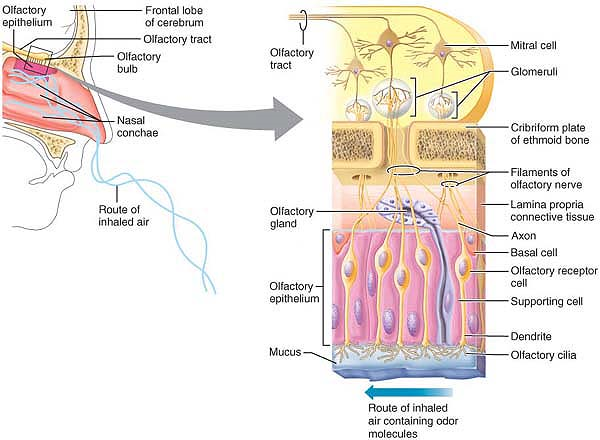 Olfactory
epithelium
Frontal lobe
of cerebrum
Olfactory tract
Olfactory
bulb
Nasal
conchae
Route of
inhaled air
Olfactory
tract
Mitral cell
Glomeruli
Cribriform plate
of ethmoid bone
Filaments of
olfactory nerve
Lamina propria
connective tissue
Olfactory
gland
Axon
Basal cell
Olfactory receptor
cell
Olfactory
epithelium
Supporting cell
Dendrite
Mucus
Olfactory cilia
Route of inhaled
air containing odor
molecules